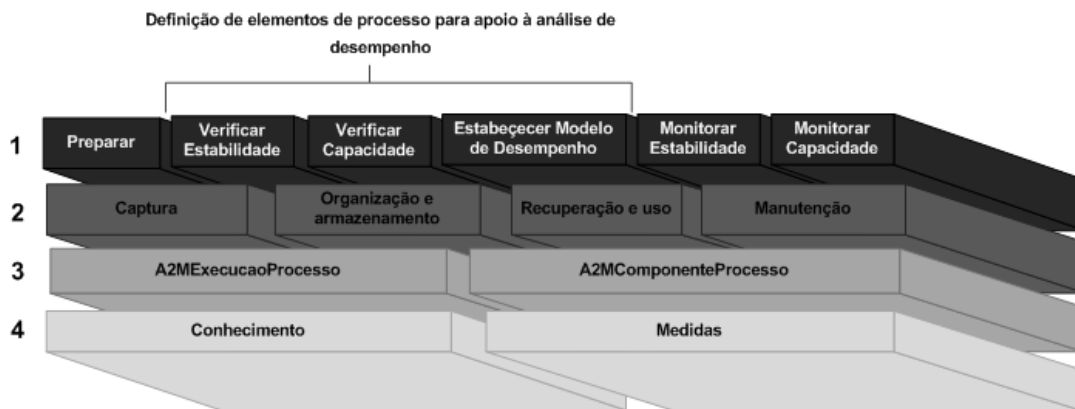 Definição de elementos de processo para apoio à análise de
desempenho
1
Preparar
Verificar
Estabilidade
Verificar
Capacidade
Estabeçecer Modelo
de Desempenho
Monitorar
Estabilidade
Monitorar
Capacidade
2
Captura
Organização e
armazenamento
Recuperação e uso
Manutenção
3
A2MExecucaoProcesso
A2MComponenteProcesso
4
Conhecimento
Medidas